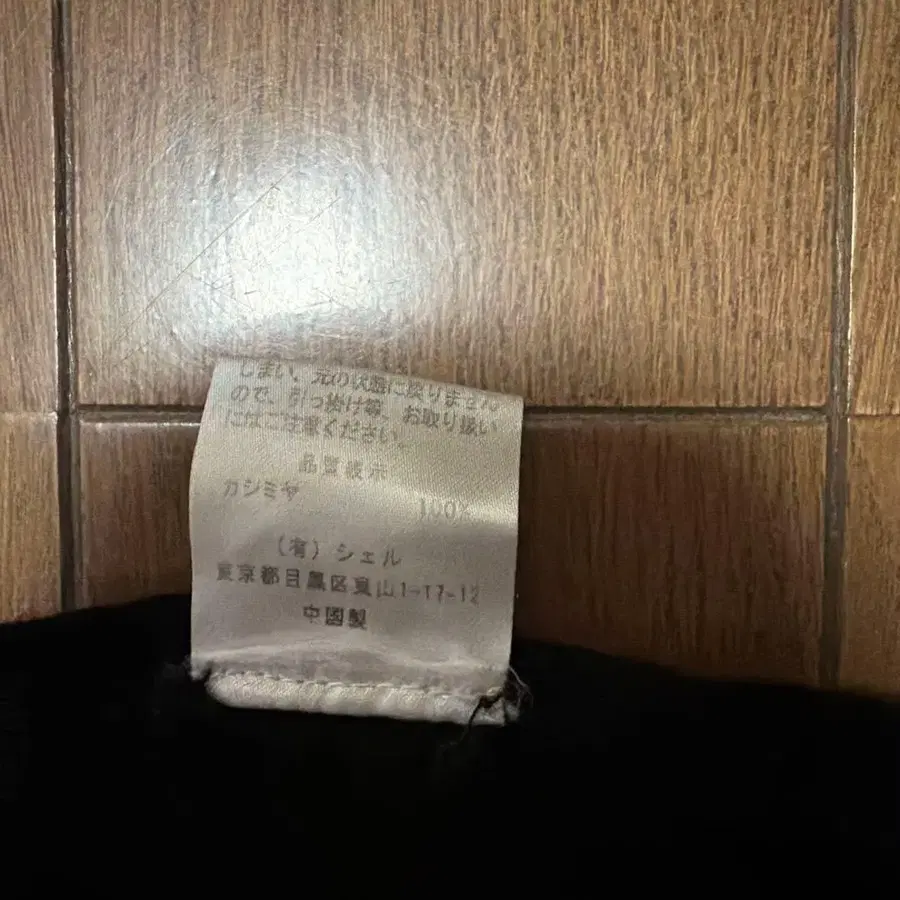 しまい、元の状態に候りません
ので、引っ掛け等、お取り扱い
にはご注意ください。
品質表示
カシミヤ 100%
(有)シェル
東京都目黒区東山1-17-12
中国製